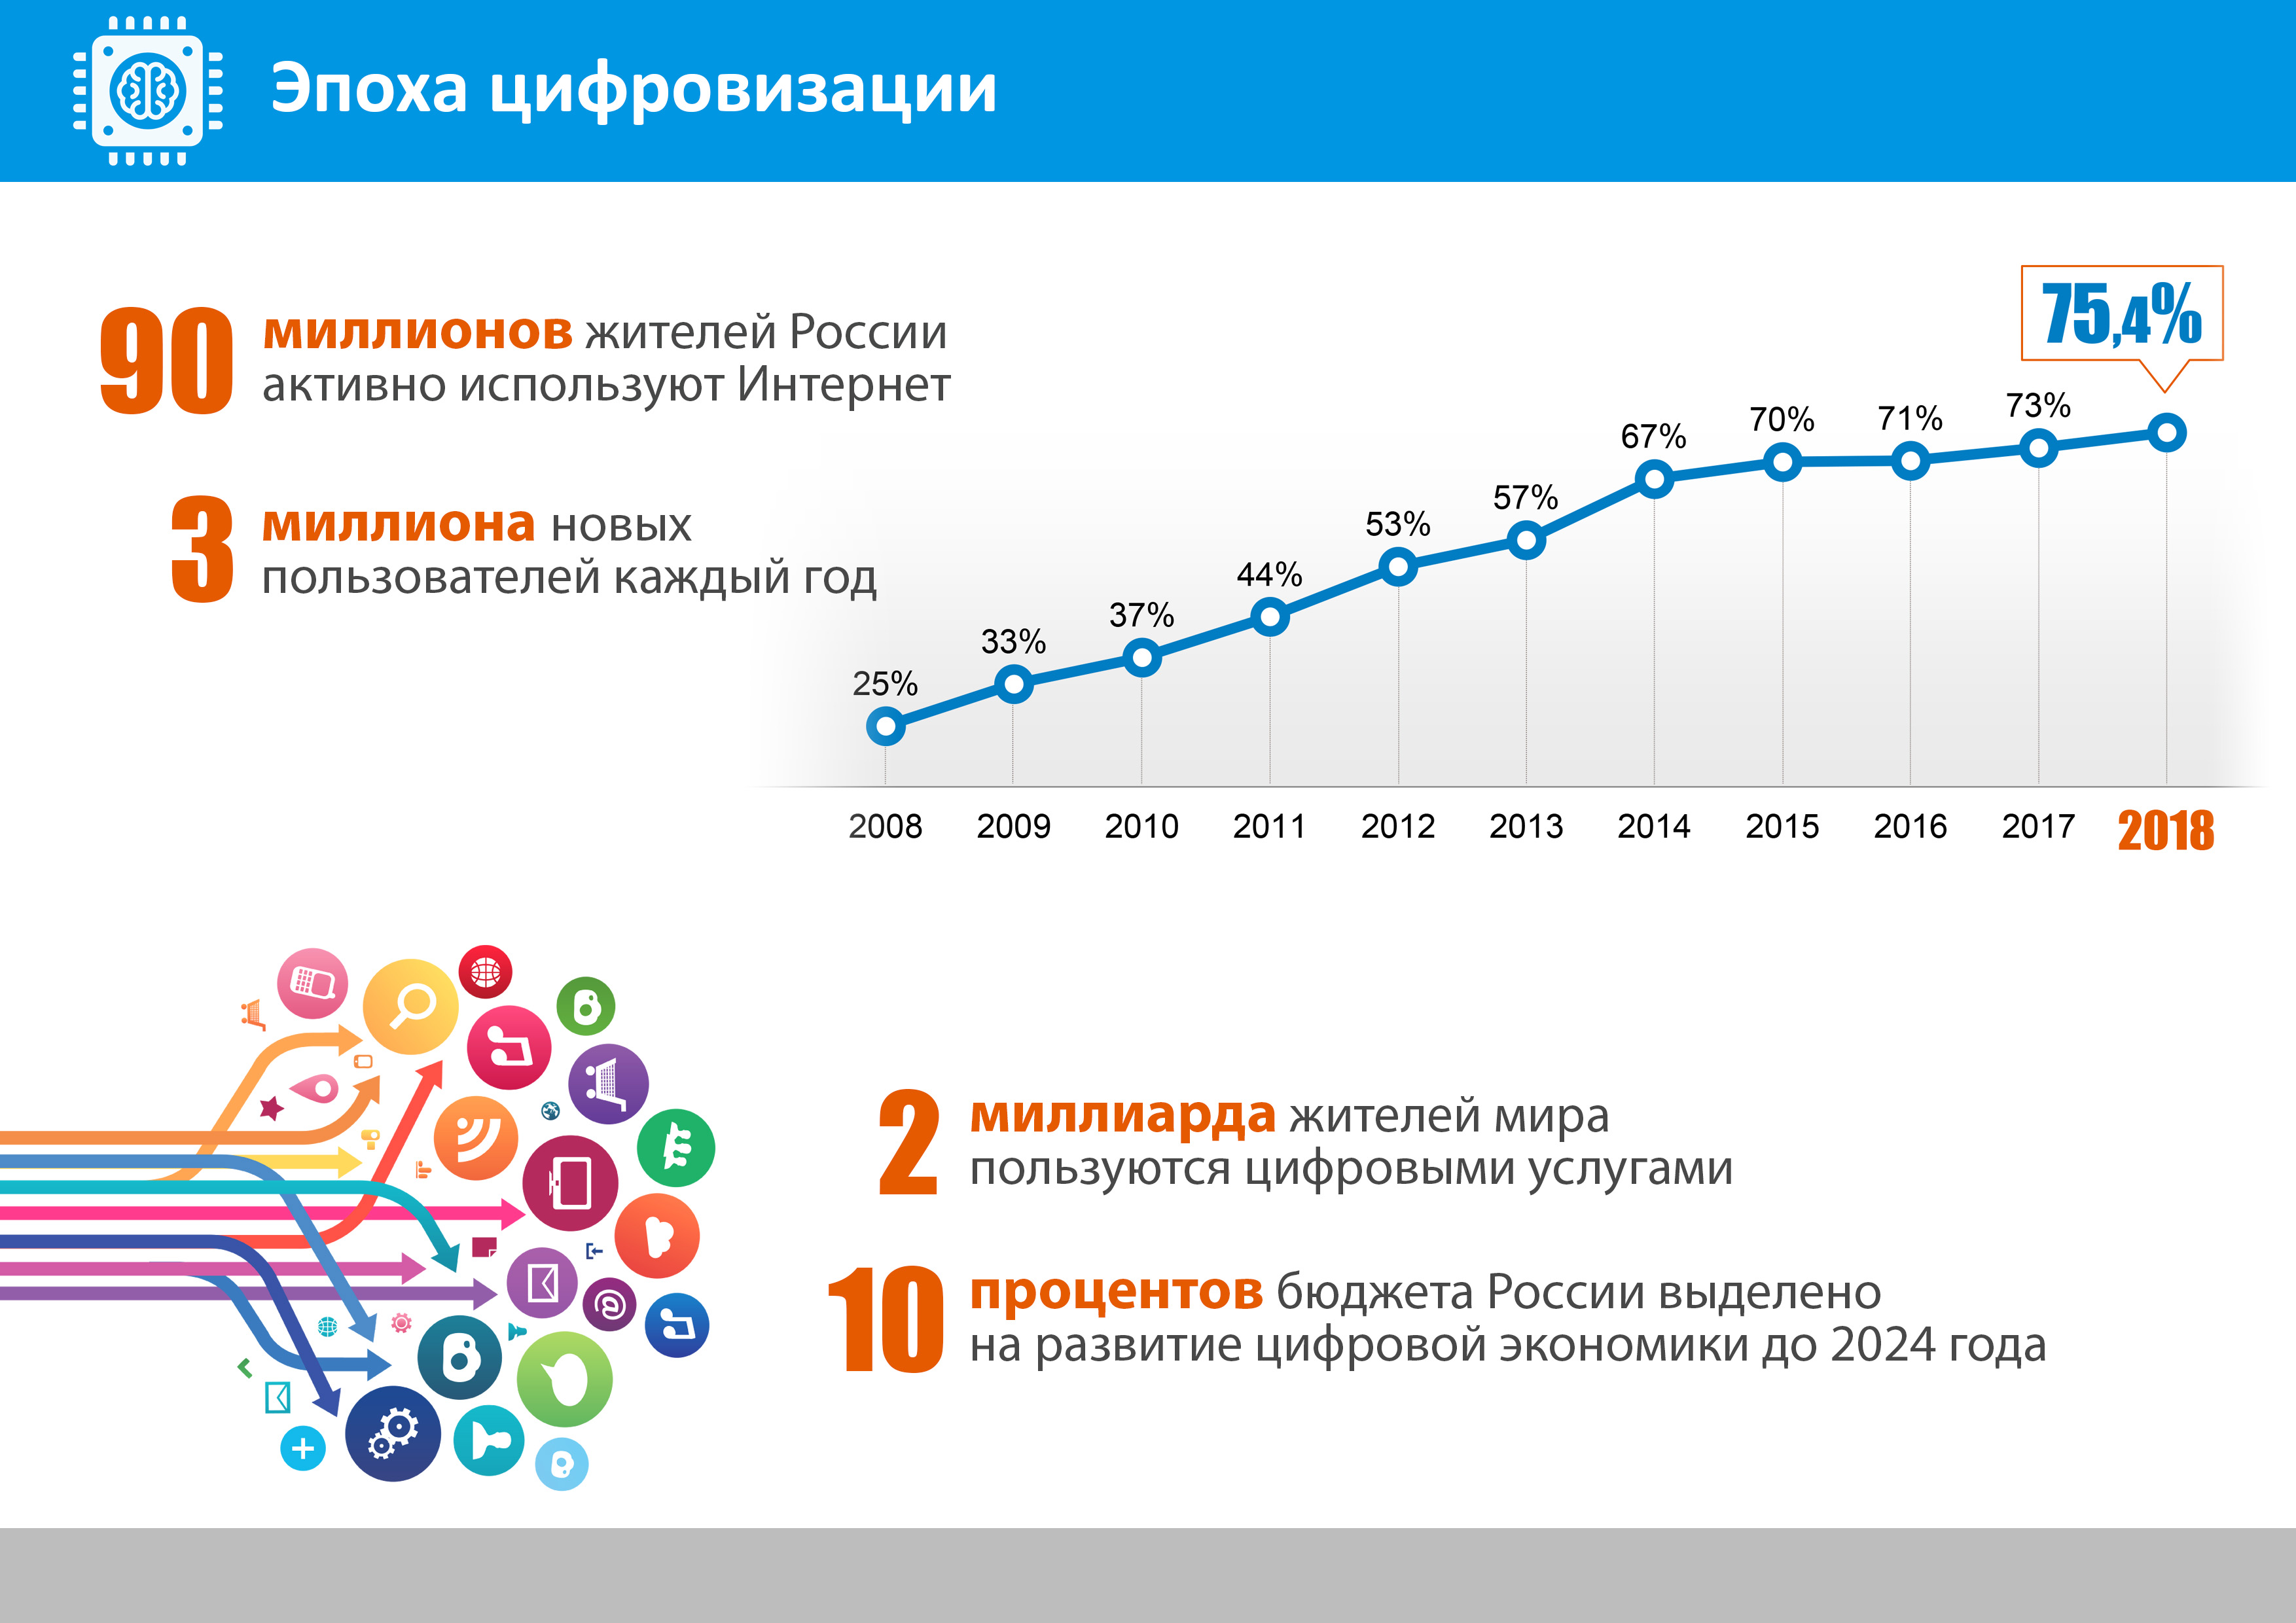 Эпоха цифровизации
90 миллионов жителей России
активно используют Интернет
3 миллиона новых
пользователей каждый год
75,4%
25% 33% 37% 44% 53% 57% 67% 70% 71% 73%
2008 2009 2010 2011 2012 2013 2014 2015 2016 2017 2018
2 миллиарда жителей мира
пользуются цифровыми услугами
10 процентов бюджета России выделено
на развитие цифровой экономики до 2024 года